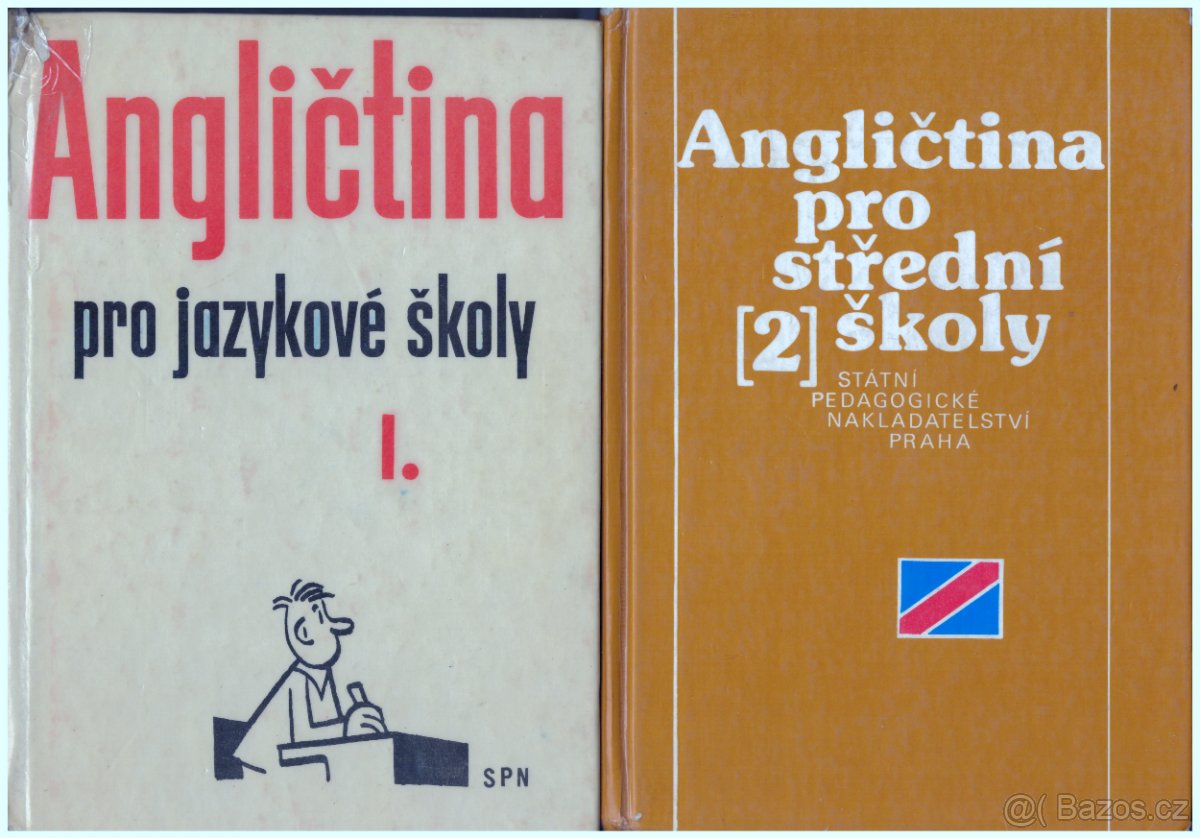 Angličtina
pro jazykové školy
I.
SPN
Angličtina
pro
střední
[2] školy
STÁTNÍ
PEDAGOGICKÉ
NAKLADATELSTVÍ
PRAHA
@( Bazos.cz